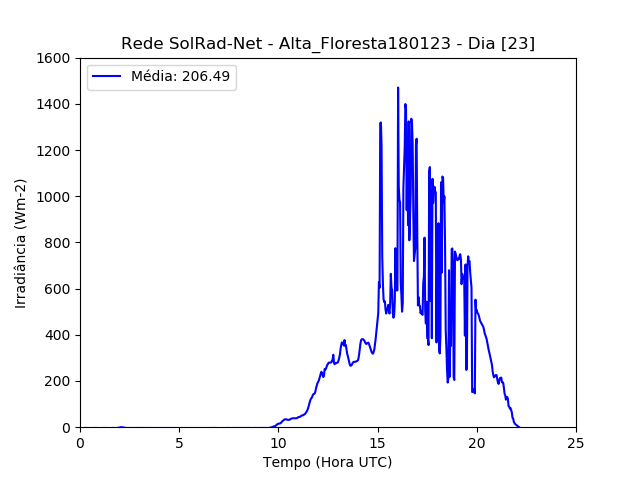 Rede SolRad-Net - Alta_Floresta180123 - Dia [23]
Média: 206.49
1600
1400
1200
1000
800
600
400
200
0
Irradiância (Wm-2)
0 5 10 15 20 25
Tempo (Hora UTC)